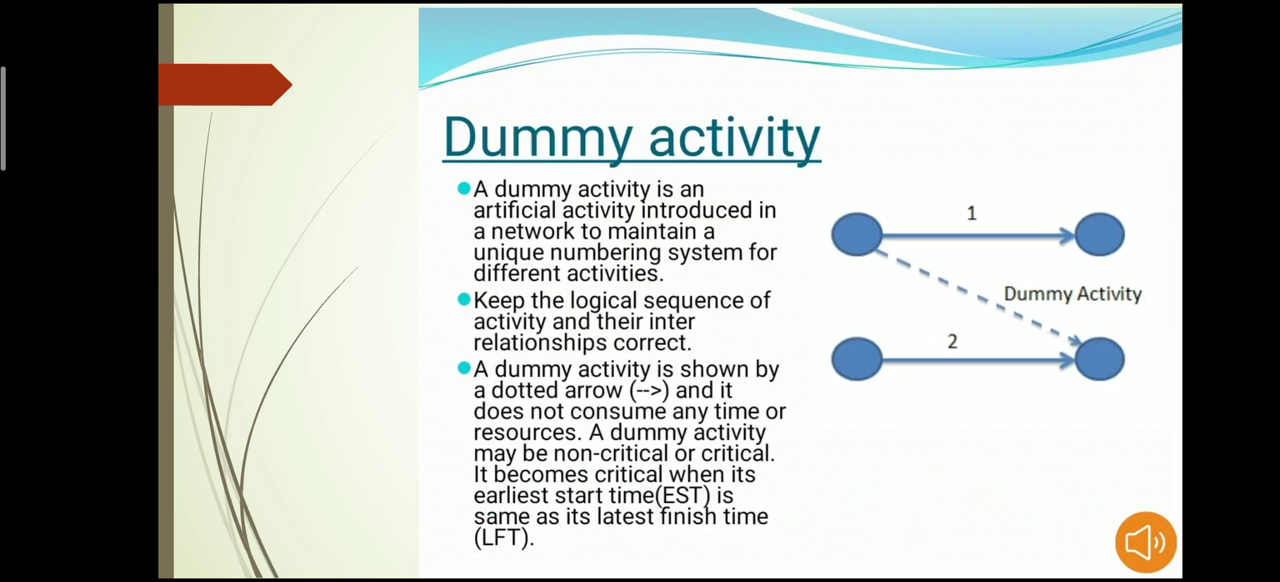 Dummy activity
A dummy activity is an
artificial activity introduced in
a network to maintain a
unique numbering system for
different activities.
Keep the logical sequence of
activity and their inter
relationships correct.
A dummy activity is shown by
a dotted arrow (-->) and it
does not consume any time or
resources. A dummy activity
may be non-critical or critical.
It becomes critical when its
earliest start time(EST) is
same as its latest finish time
(LFT).
1
Dummy Activity
2